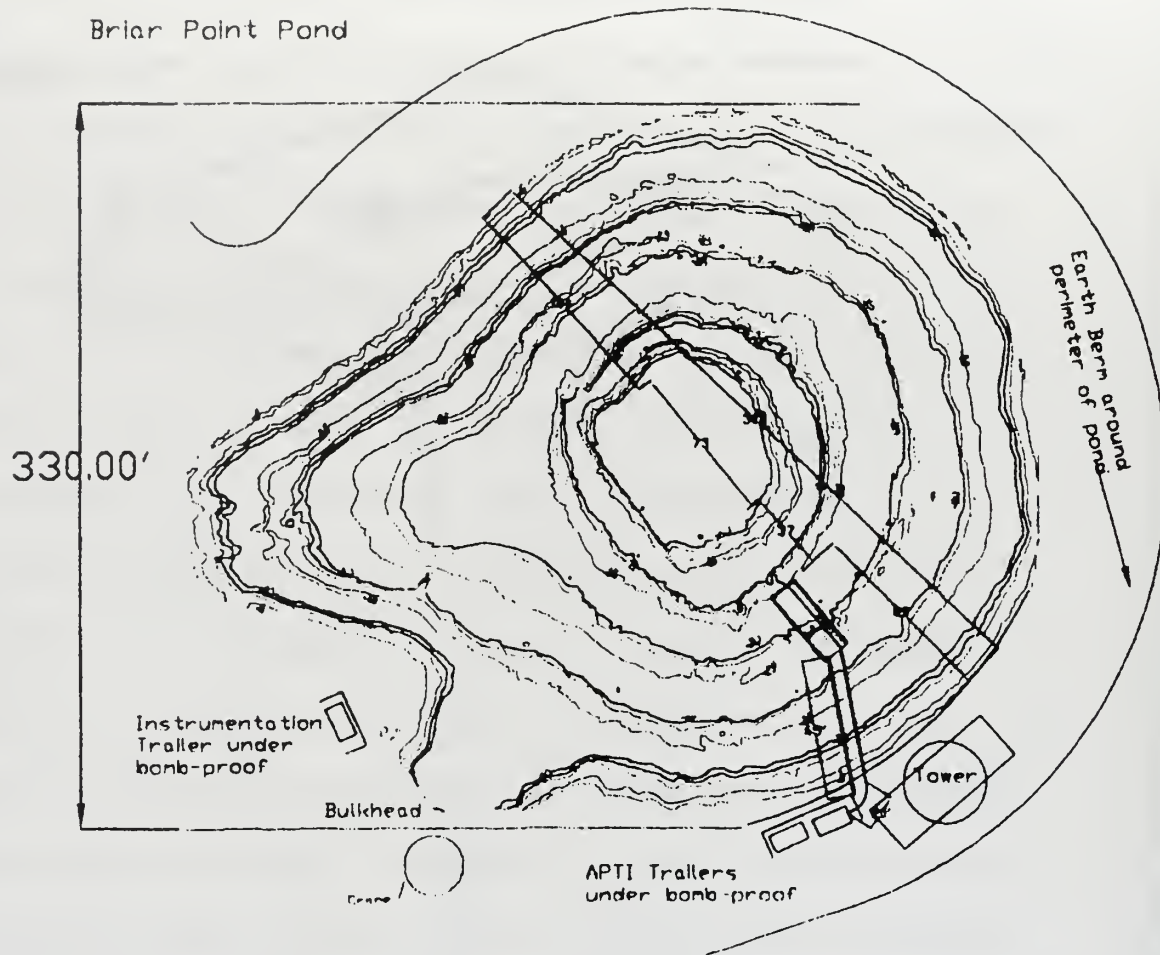 Briar Point Pond
330.00'
Earth Berm around
perimeter of pond
Instrumentation
Trailer under
bomb-proof
Tower
Bulkhead
APTI Trailers
under bomb-proof
Crane